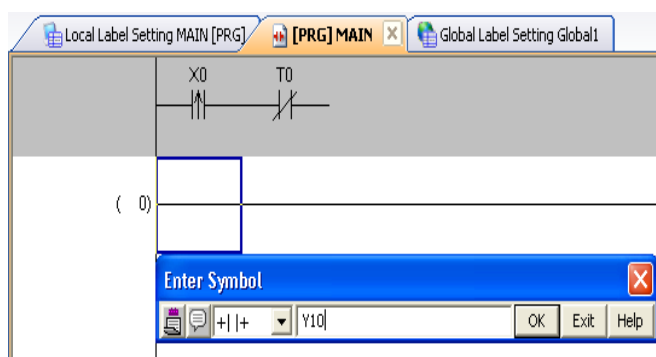 Local Label Setting MAIN [PRG] [PRG] MAIN Global Label Setting Global1
X0 T0
( 0)
Enter Symbol
Y10 OK Exit Help